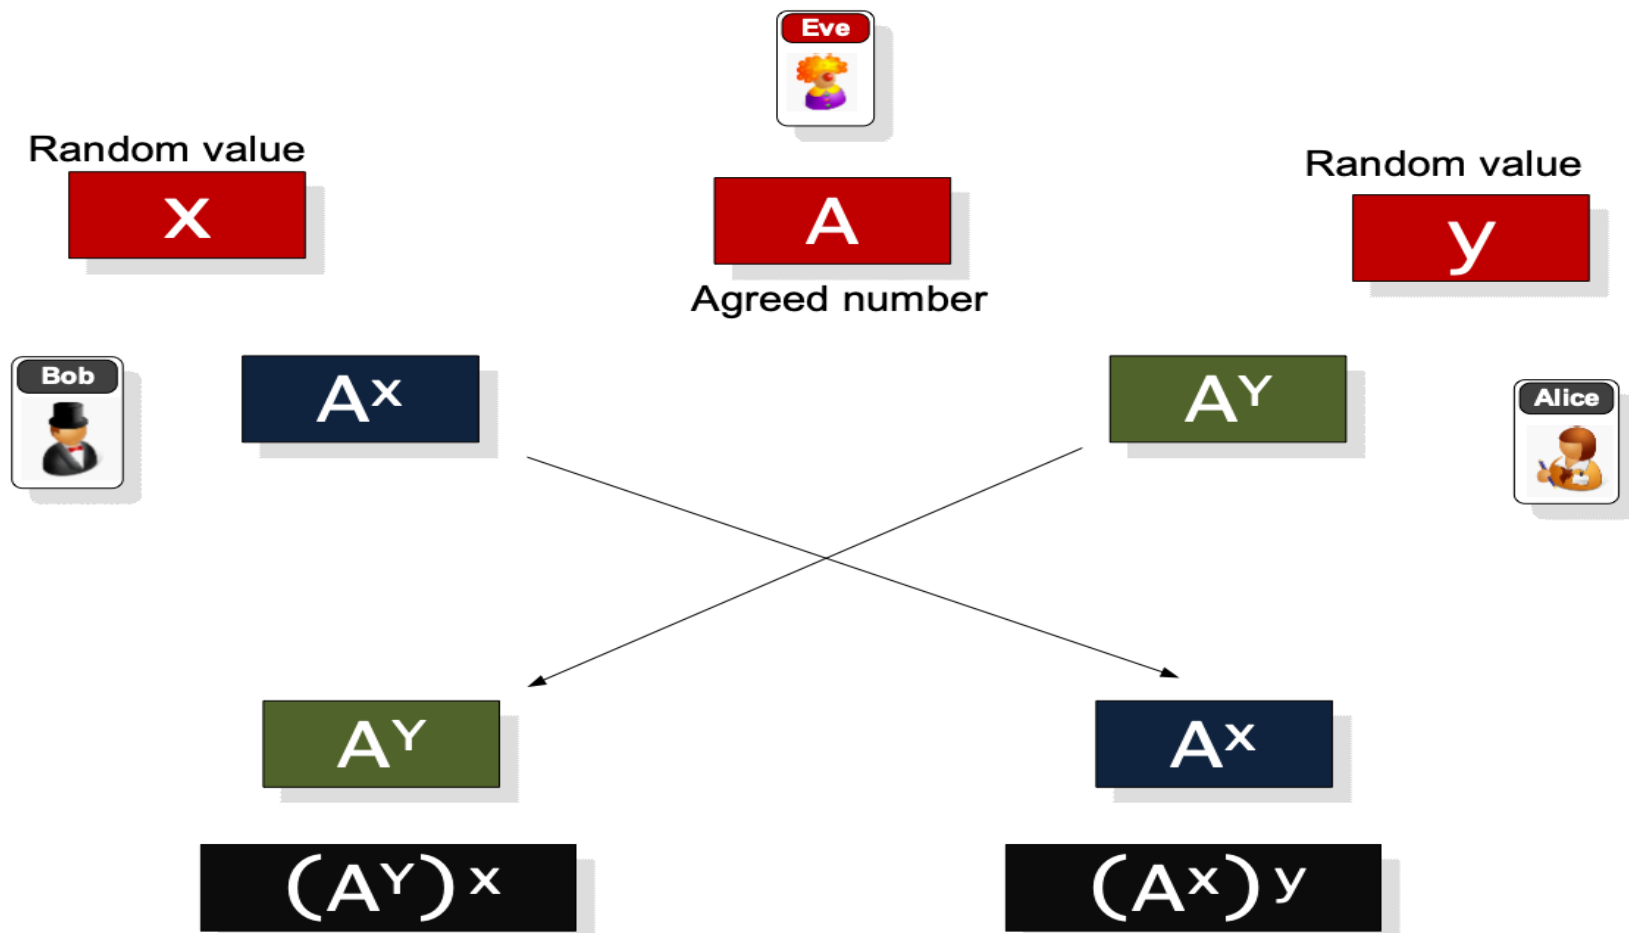 Eve
Random value
x
A
Agreed number
Random value
y
Bob
Aˣ
Aʸ
Alice
Aʸ
Aˣ
(Aʸ)ˣ
(Aˣ)ʸ